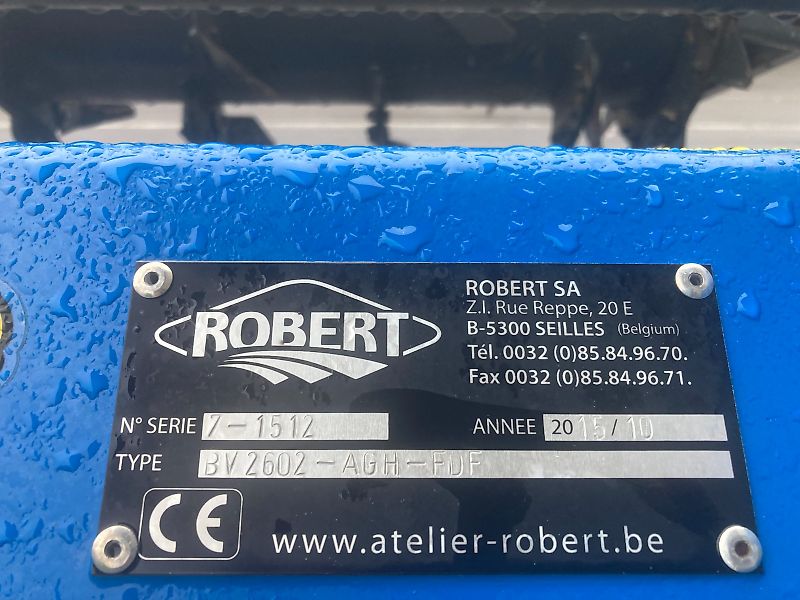 ROBERT
ROBERT SA
Z.I. Rue Reppe, 20 E
B-5300 SEILLES (Belgium)
Tél. 0032 (0)85.84.96.70.
Fax 0032 (0)85.84.96.71.
N° SERIE 7-1512 ANNEE 2015/10
TYPE BV2602-AGH-FDF
CE www.atelier-robert.be